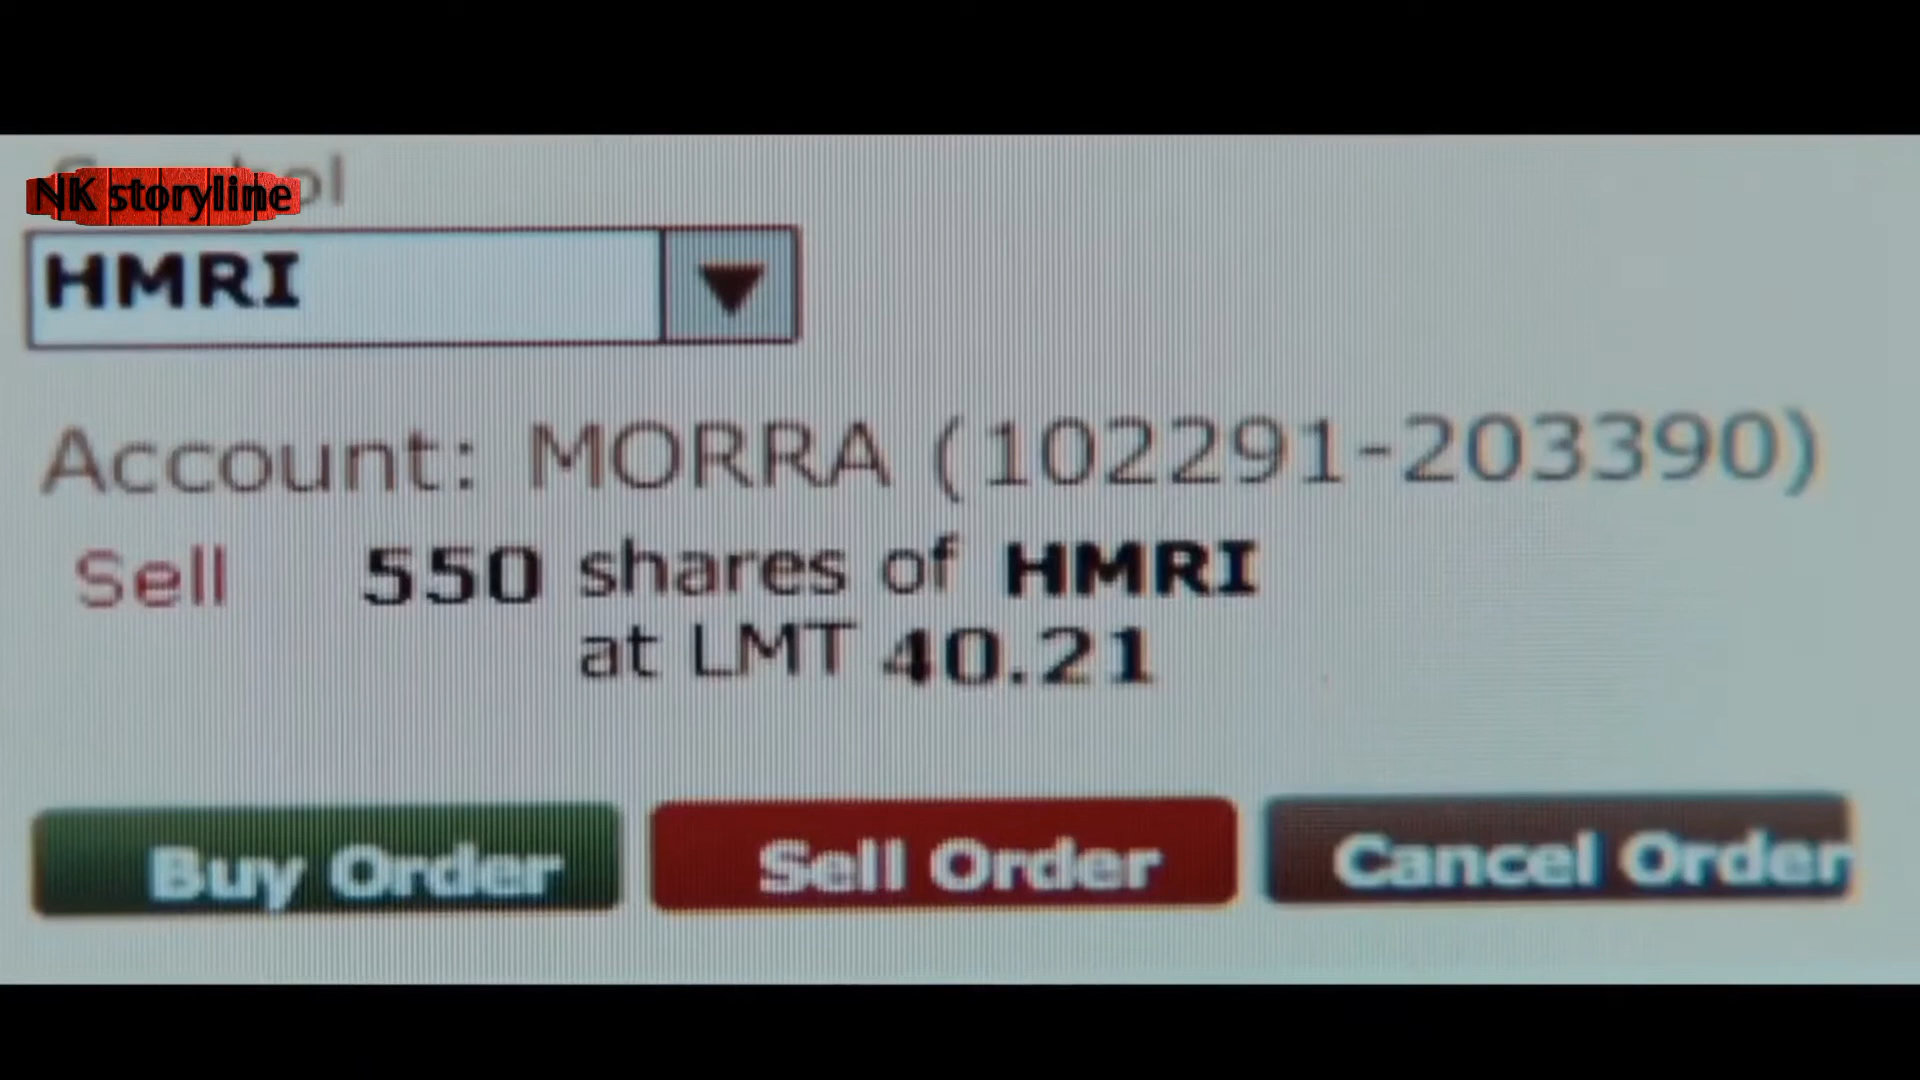 NK storyline
HMRI
Account: MORRA (102291-203390)
Sell 550 shares of HMRI
at LMT 40.21
Buy Order Sell Order Cancel Order